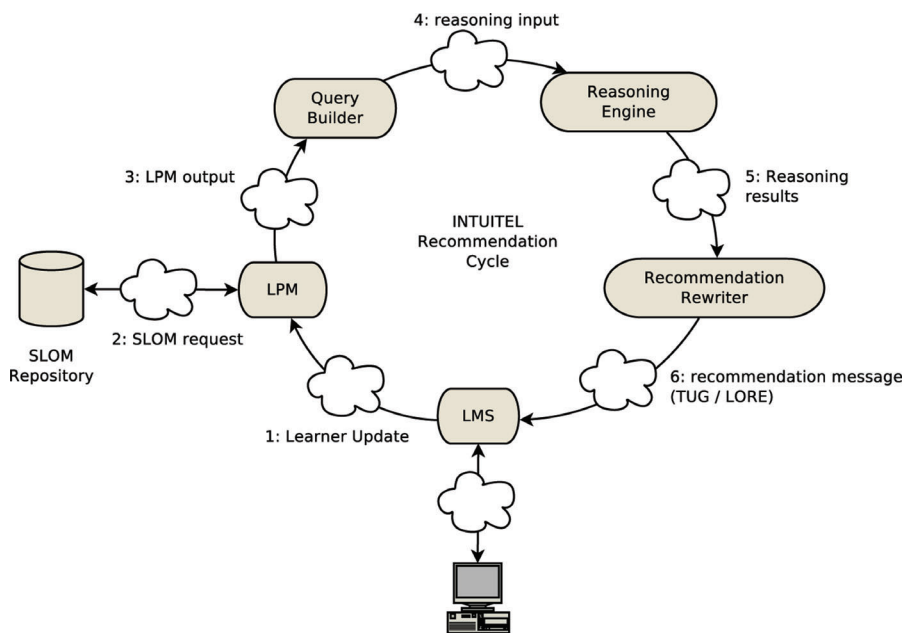 4: reasoning input
Query
Builder
Reasoning
Engine
3: LPM output
5: Reasoning
results
INTUITEL
Recommendation
Cycle
LPM
Recommendation
Rewriter
2: SLOM request
SLOM
Repository
6: recommendation message
(TUG / LORE)
LMS
1: Learner Update